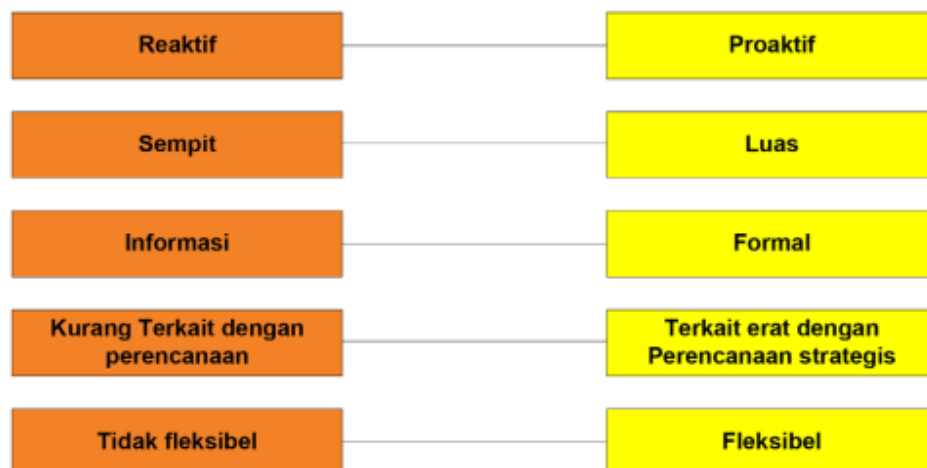 Reaktif
Proaktif
Sempit
Luas
Informasi
Formal
Kurang Terkait dengan
perencanaan
Terkait erat dengan
Perencanaan strategis
Tidak fleksibel
Fleksibel